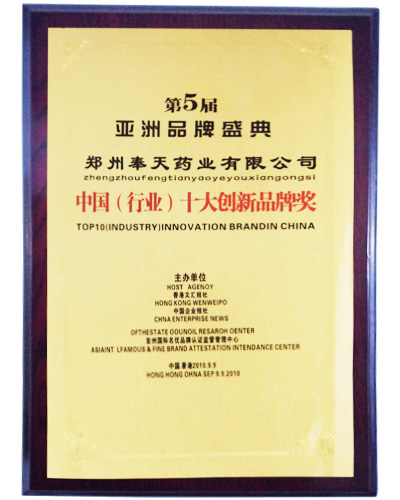 第5届
亚洲品牌盛典
郑州奉天药业有限公司
zhengzhoufengtianyaoyeyouxiangongsi
中国（行业）十大创新品牌奖
TOP10(INDUSTRY)INNOVATION BRANDIN CHINA
主办单位
HOST AGENOY
香港文汇报社
HONG KONG WENWEIPO
中国企业报社
CHNA ENTERPRISE NEWS
OFTHESTATE OOUNOIL RESAROH OENTER
亚洲国际名优品牌认证监督管理中心
ASIAINT LFAMOUS & FINE BRAND ATTESTATION INTENDANCE CENTER
中国.香港2010.9.9
HONG HONG OHNA SEP 9.9.2010